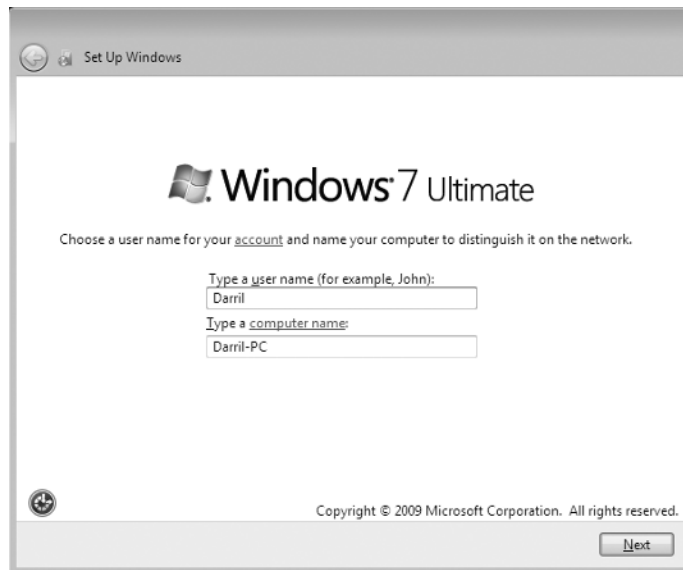 Set Up Windows
Windows 7 Ultimate
Choose a user name for your account and name your computer to distinguish it on the network.
Type a user name (for example, John):
Darril
Type a computer name:
Darril-PC
Copyright © 2009 Microsoft Corporation. All rights reserved.
Next